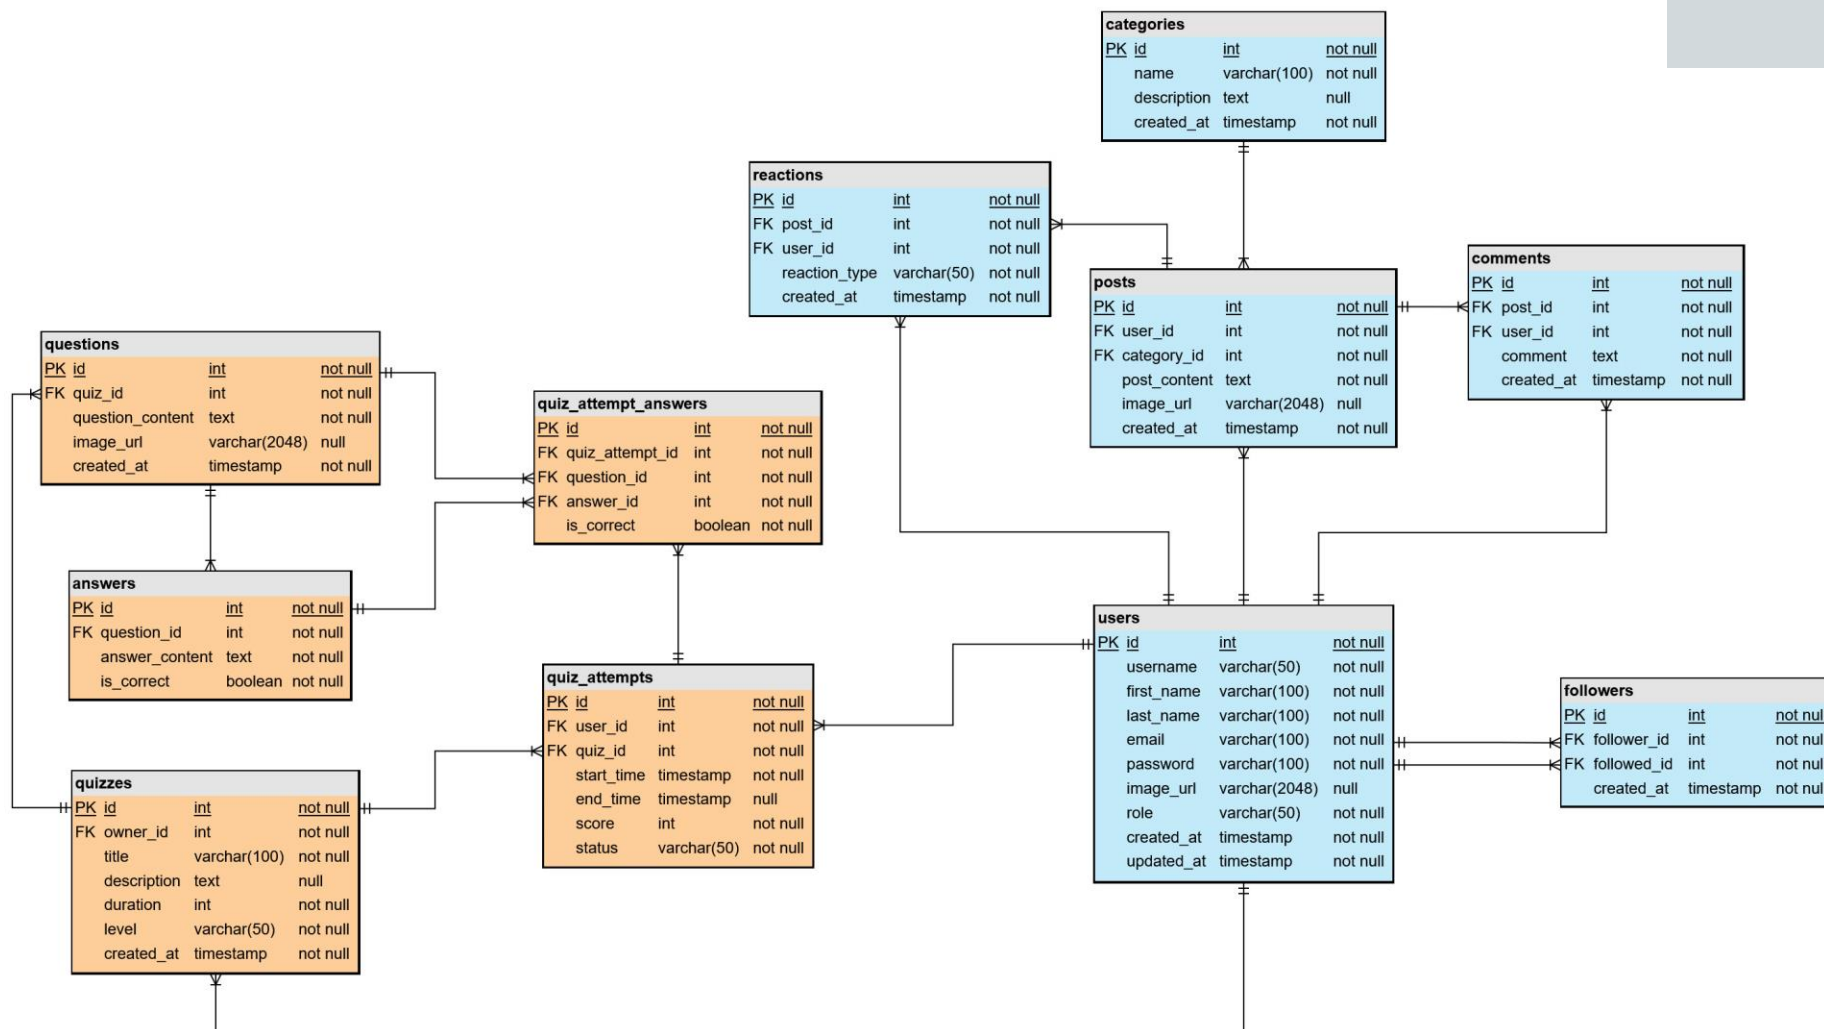 categories
PK id int not null
name varchar(100) not null
description text null
created_at timestamp not null
reactions
PK id int not null
FK post_id int not null
FK user_id int not null
reaction_type varchar(50) not null
created_at timestamp not null
posts
PK id int not null
FK user_id int not null
FK category_id int not null
post_content text not null
image_url varchar(2048) null
created_at timestamp not null
comments
PK id int not null
FK post_id int not null
FK user_id int not null
comment text not null
created_at timestamp not null
questions
PK id int not null
FK quiz_id int not null
question_content text not null
image_url varchar(2048) null
created_at timestamp not null
quiz_attempt_answers
PK id int not null
FK quiz_attempt_id int not null
FK question_id int not null
FK answer_id int not null
is_correct boolean not null
answers
PK id int not null
FK question_id int not null
answer_content text not null
is_correct boolean not null
quiz_attempts
PK id int not null
FK user_id int not null
FK quiz_id int not null
start_time timestamp not null
end_time timestamp null
score int not null
status varchar(50) not null
users
PK id int not null
username varchar(50) not null
first_name varchar(100) not null
last_name varchar(100) not null
email varchar(100) not null
password varchar(100) not null
image_url varchar(2048) null
role varchar(50) not null
created_at timestamp not null
updated_at timestamp not null
followers
PK id int not nul
FK follower_id int not nul
FK followed_id int not nul
created_at timestamp not nul
quizzes
PK id int not null
FK owner_id int not null
title varchar(100) not null
description text null
duration int not null
level varchar(50) not null
created_at timestamp not null